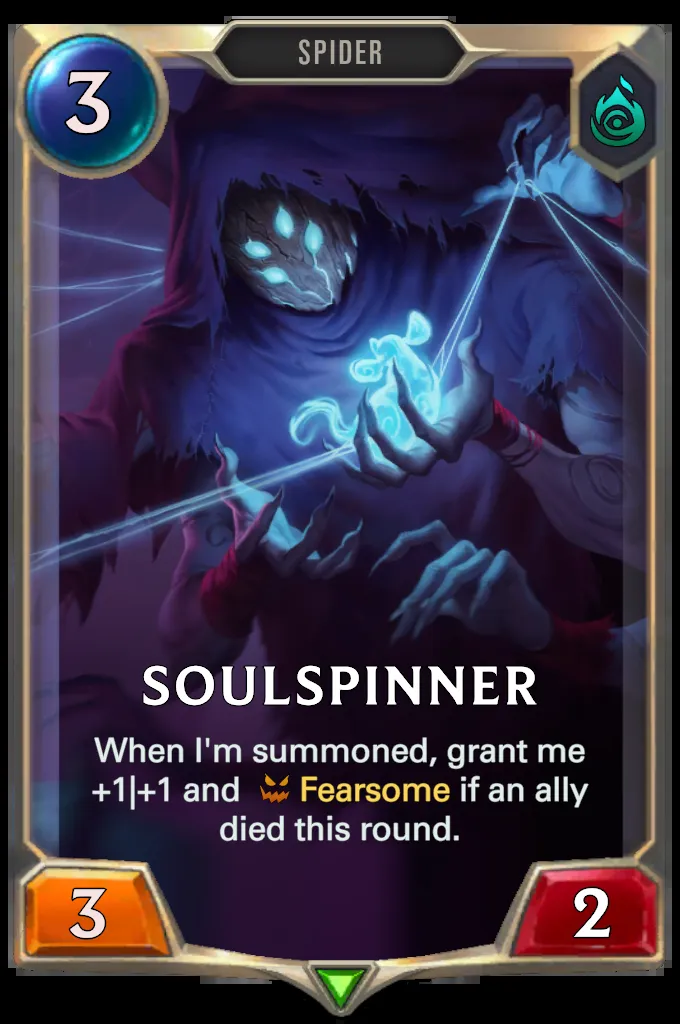 SPIDER
3
SOULSPINNER
When I'm summoned, grant me
+1|+1 and Fearsome if an ally
died this round.
3
2